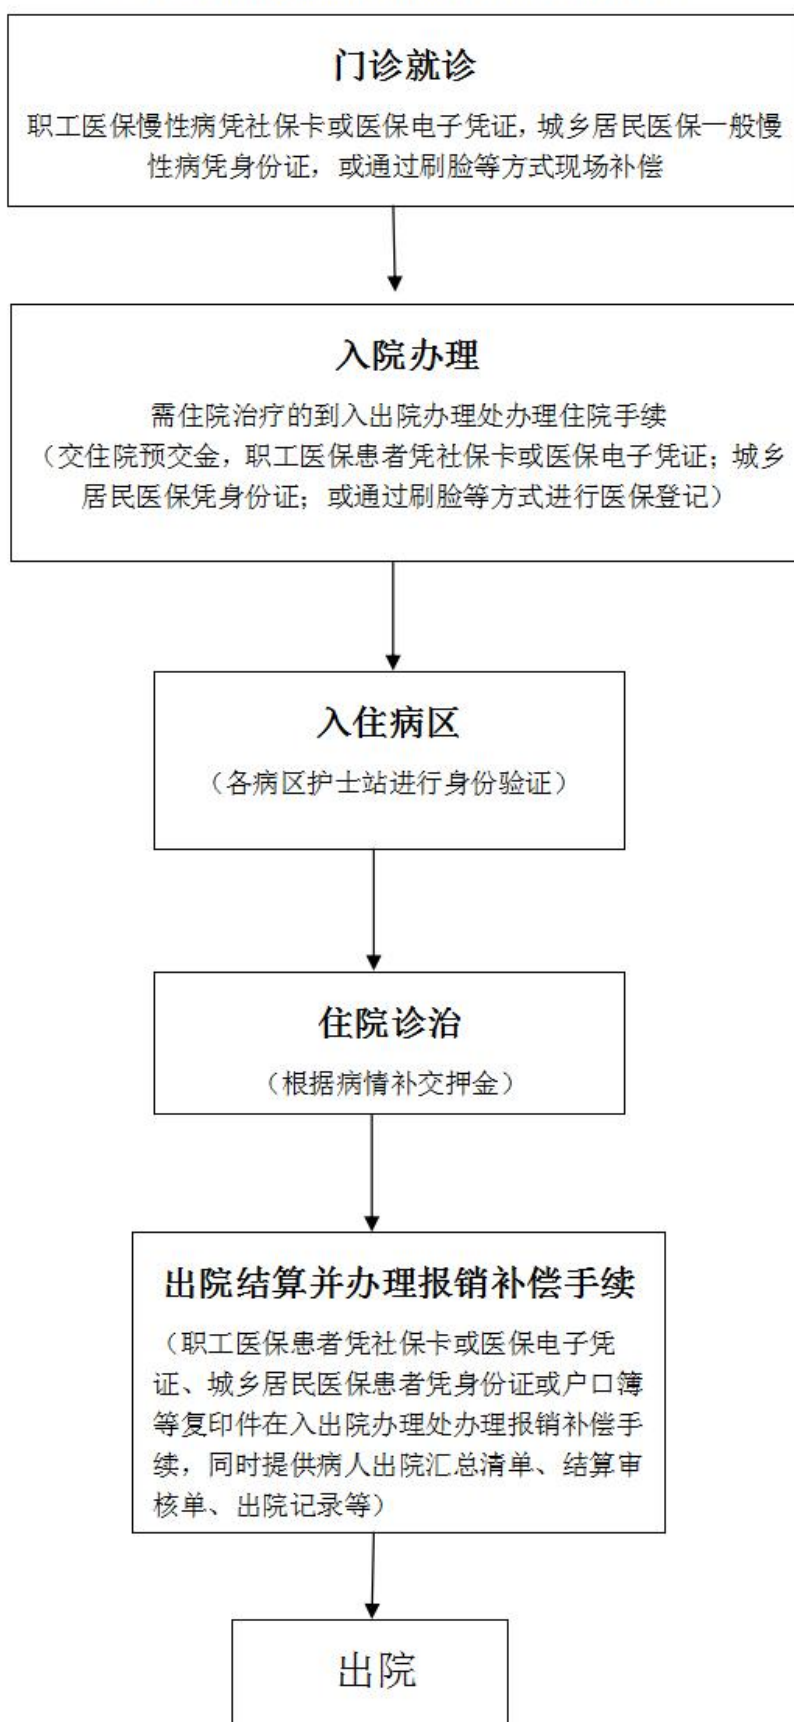 门诊就诊
职工医保慢性病凭社保卡或医保电子凭证，城乡居民医保一般慢
性病凭身份证，或通过刷脸等方式现场补偿
入院办理
需住院治疗的到入出院办理处办理住院手续
（交住院预交金，职工医保患者凭社保卡或医保电子凭证；城乡
居民医保凭身份证；或通过刷脸等方式进行医保登记）
入住病区
（各病区护士站进行身份验证）
住院诊治
（根据病情补交押金）
出院结算并办理报销补偿手续
（职工医保患者凭社保卡或医保电子凭
证、城乡居民医保患者凭身份证或户口簿
等复印件在入出院办理处办理报销补偿手
续，同时提供病人出院汇总清单、结算审
核单、出院记录等）
出院